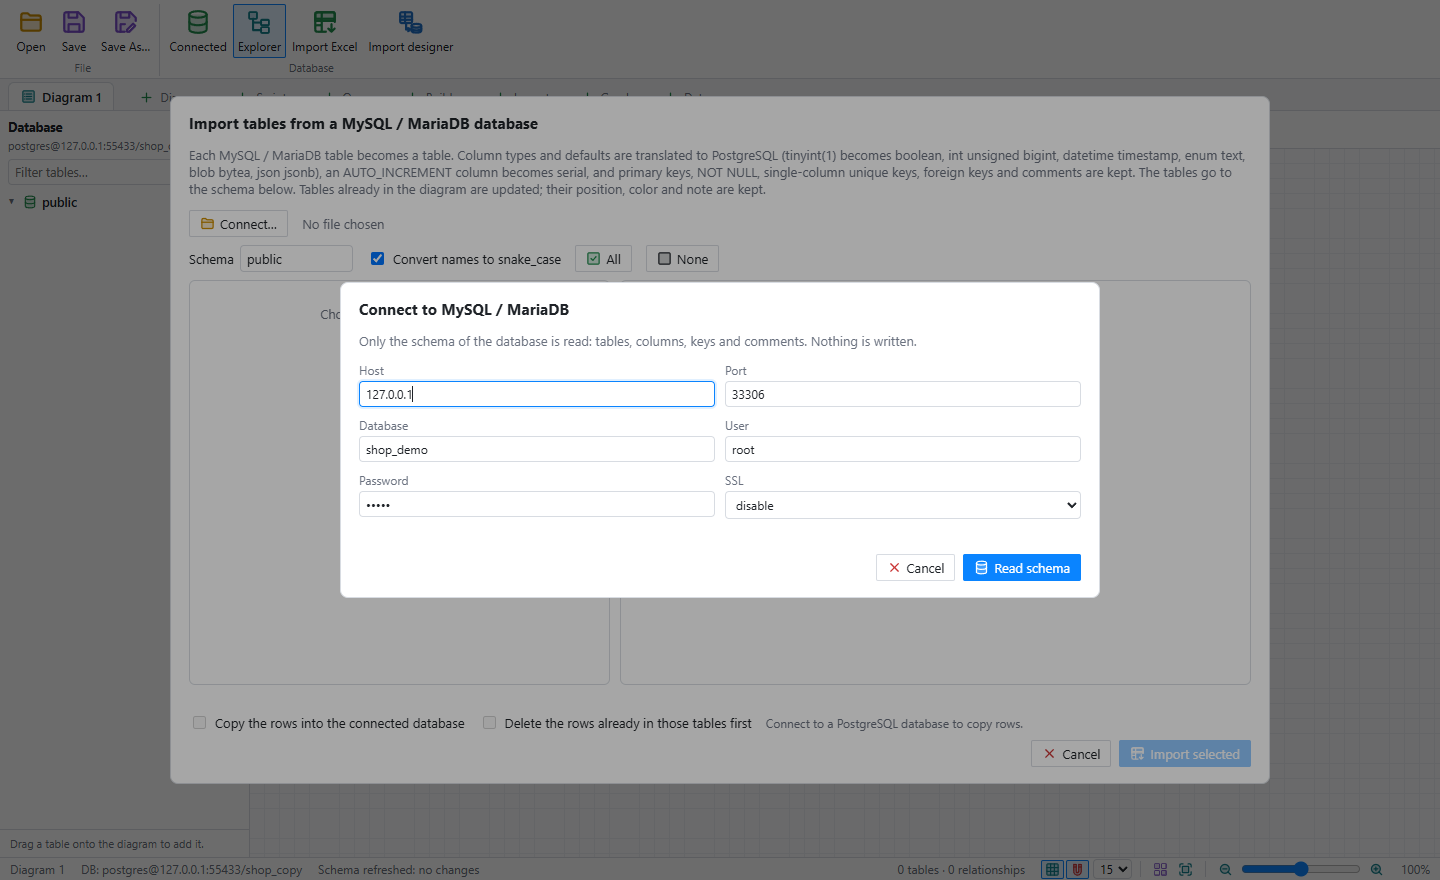 Open
Save
Save As...
Connected
Explorer
Import Excel
Import designer
File
Database
Diagram 1
Database
postgres@127.0.0.1:55433/shop_
Filter tables...
public
Import tables from a MySQL / MariaDB database
Each MySQL / MariaDB table becomes a table. Column types and defaults are translated to PostgreSQL (tinyint(1) becomes boolean, int unsigned bigint, datetime timestamp, enum text,
blob bytea, json jsonb), an AUTO_INCREMENT column becomes serial, and primary keys, NOT NULL, single-column unique keys, foreign keys and comments are kept. The tables go to
the schema below. Tables already in the diagram are updated; their position, color and note are kept.
Connect...
No file chosen
Schema
public
Convert names to snake_case
All
None
Connect to MySQL / MariaDB
Only the schema of the database is read: tables, columns, keys and comments. Nothing is written.
Host
Port
127.0.0.1
33306
Database
User
shop_demo
root
Password
SSL
•••••
disable
Cancel
Read schema
Copy the rows into the connected database
Delete the rows already in those tables first
Connect to a PostgreSQL database to copy rows.
Cancel
Import selected
Drag a table onto the diagram to add it.
Diagram 1
DB: postgres@127.0.0.1:55433/shop_copy
Schema refreshed: no changes
0 tables · 0 relationships
15
100%